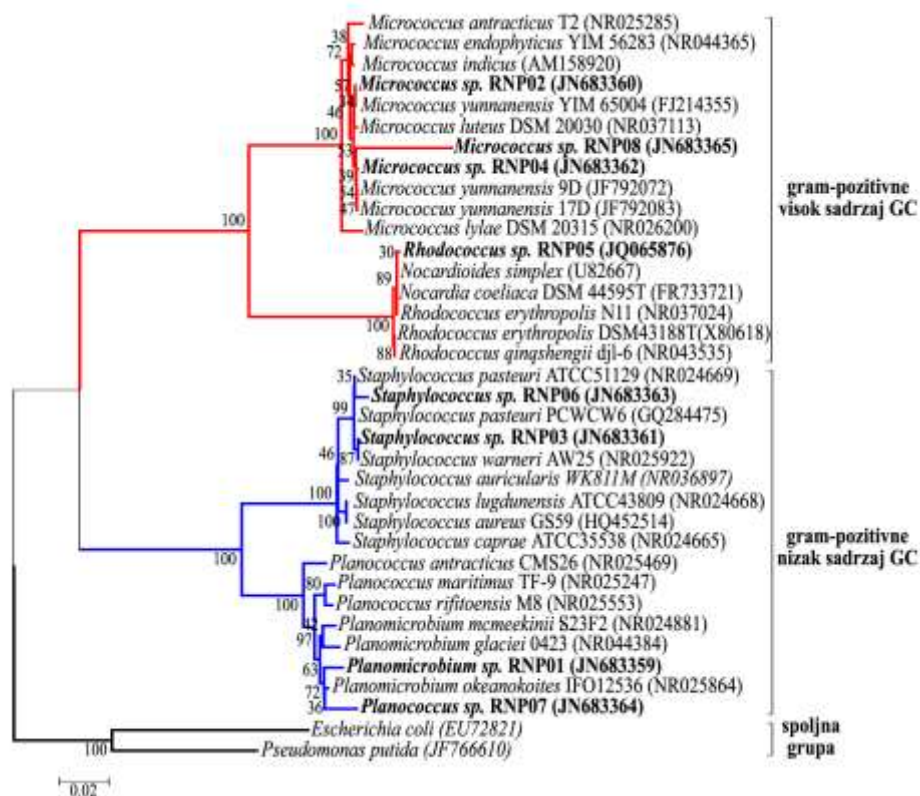 Micrococcus antracticus T2 (NR025285)
38
Micrococcus endophyticus YIM 56283 (NR044365)
72
Micrococcus indicus (AM158920)
Micrococcus sp. RNP02 (JN683360)
Micrococcus yunnanensis YIM 65004 (FJ214355)
46
Micrococcus luteus DSM 20030 (NR037113)
100
Micrococcus sp. RNP08 (JN683365)
53
Micrococcus sp. RNP04 (JN683362)
39
Micrococcus yunnanensis 9D (JF792072)
54
Micrococcus yunnanensis 17D (JF792083)
47
Micrococcus lylae DSM 20315 (NR026200)
100
gram-pozitivne
visok sadrzaj GC
Rhodococcus sp. RNP05 (JQ065876)
30
Nocardioides simplex (U82667)
89
Nocardia coeliaca DSM 44595T (FR733721)
Rhodococcus erythropolis N11 (NR037024)
100
Rhodococcus erythropolis DSM43188T(X80618)
88
Rhodococcus qingshengii djl-6 (NR043535)
35
Staphylococcus pasteuri ATCC51129 (NR024669)
Staphylococcus sp. RNP06 (JN683363)
99
Staphylococcus pasteuri PCWCW6 (GQ284475)
Staphylococcus sp. RNP03 (JN683361)
46
87
Staphylococcus warneri AW25 (NR025922)
Staphylococcus auricularis WK811M (NR036897)
100
Staphylococcus lugdunensis ATCC43809 (NR024668)
100
Staphylococcus aureus GS59 (HQ452514)
Staphylococcus caprae ATCC35538 (NR024665)
100
gram-pozitivne
nizak sadrzaj GC
Planococcus antracticus CMS26 (NR025469)
80
Planococcus maritimus TF-9 (NR025247)
100
Planococcus rifitoensis M8 (NR025553)
42
Planomicrobium mcmeekinii S23F2 (NR024881)
97
Planomicrobium glaciei 0423 (NR044384)
63
Planomicrobium sp. RNP01 (JN683359)
72
Planomicrobium okeanokoites IFO12536 (NR025864)
36
Planococcus sp. RNP07 (JN683364)
Escherichia coli (EU72821)
100
Pseudomonas putida (JF766610)
spoljna
grupa
0.02